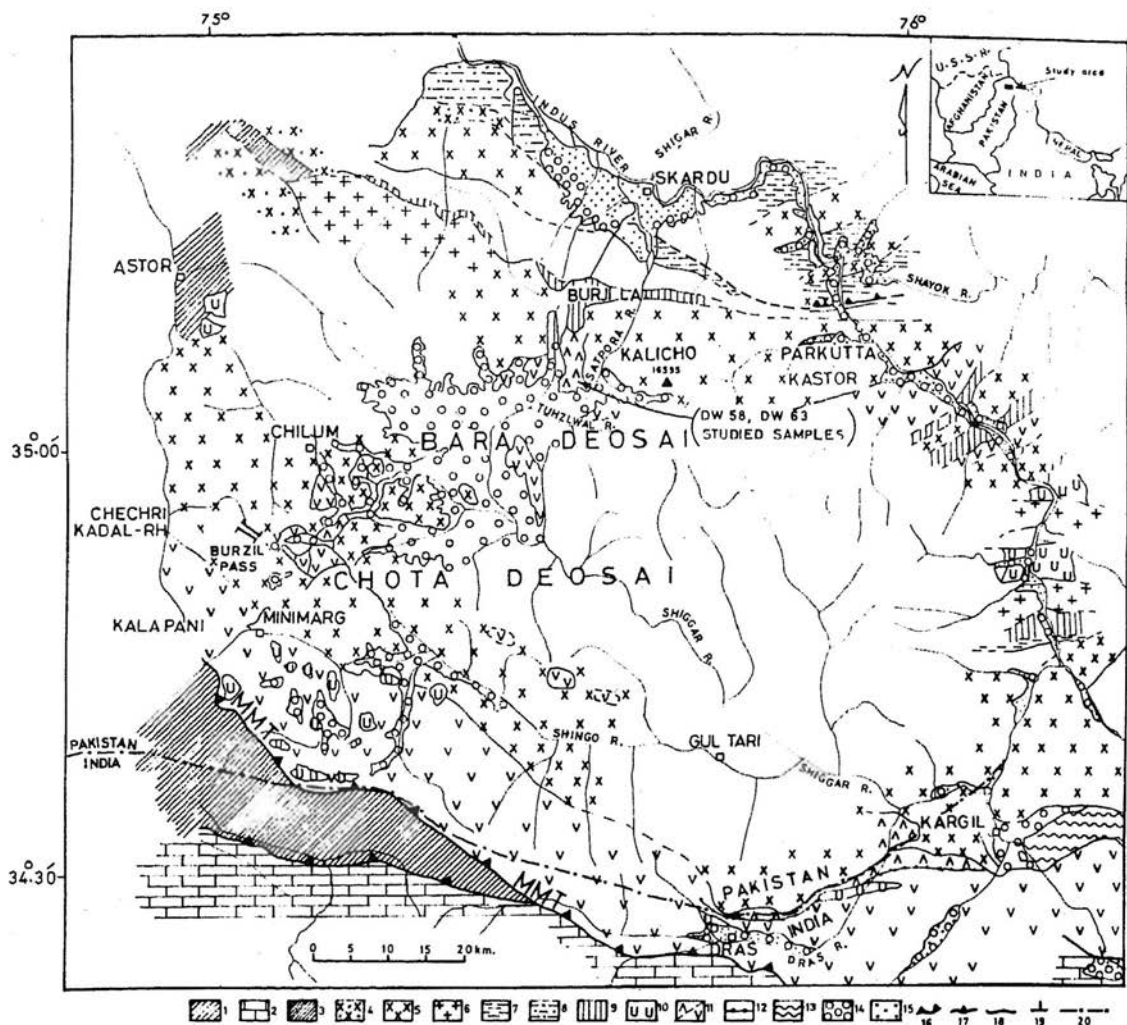 75°
76°
U.S.S.R.
Study area
AFGHANISTAN
PAKISTAN
NEPAL
INDIA
ARABIAN
SEA
N
INDUS RIVER
SHIGAR R.
SKARDU
ASTOR
SHAYOK R.
BURJI LA
SATPORA R.
KALICHO
16395
PARKUTTA
KASTOR
(DW 58, DW 63
STUDIED SAMPLES)
TUHZLWAL R.
CHILUM
BARA DEOSAI
35°00'
CHECHRI
KADAL-RH
BURZIL
PASS
CHOTA DEOSAI
KALAPANI
MINIMARG
SHIGGAR R.
MMT
PAKISTAN
INDIA
SHINGO R.
GULTARI
SHIGGAR R.
KARGIL
34°30'
MMT
PAKISTAN
INDIA
DRAS
DRAS R.
0 5 10 15 20 km.
1 2 3 4 5 6 7 8 9 10 11 12 13 14 15 16 17 18 19 20